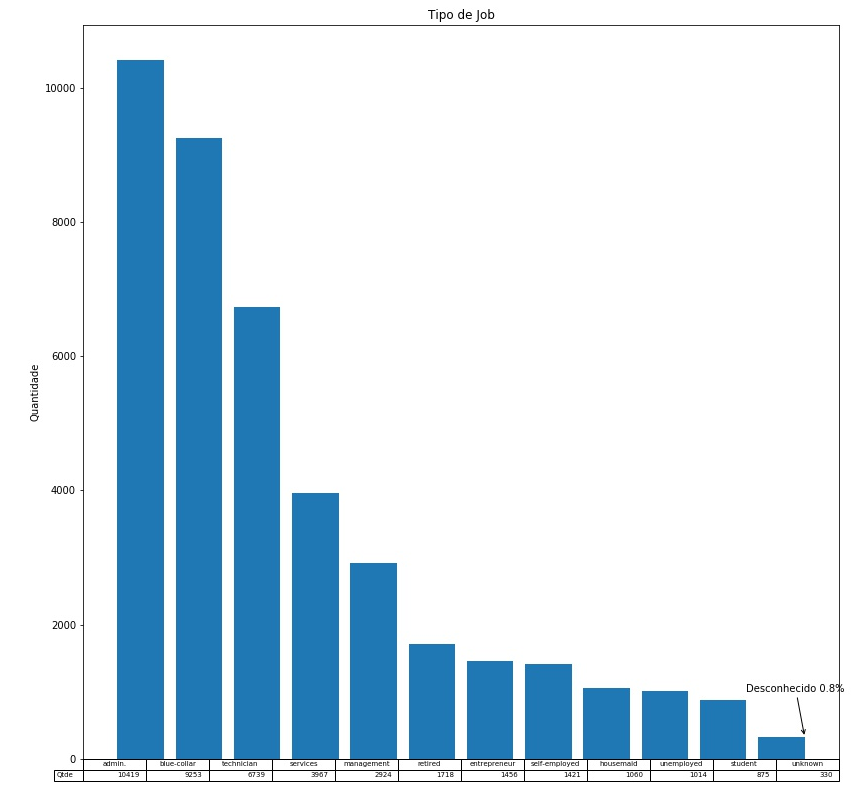 Tipo de Job
10000
8000
6000
4000
2000
0
Quantidade
Desconhecido 0.8%
admin. blue-collar technician services management retired entrepreneur self-employed housemaid unemployed student unknown
Qtde 10419 9253 6739 3967 2924 1718 1456 1421 1060 1014 875 330